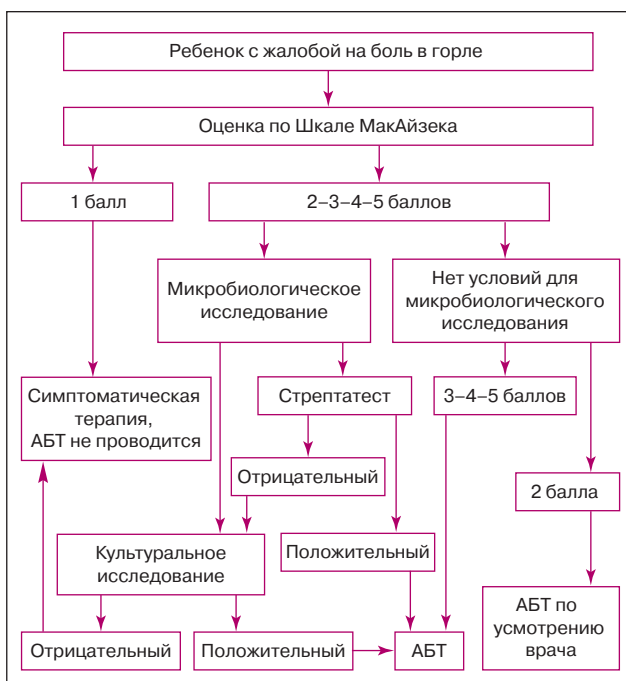 Ребенок с жалобой на боль в горле
Оценка по Шкале МакАйзека
1 балл
2–3–4–5 баллов
Микробиологическое
исследование
Нет условий для
микробиологического
исследования
Симптоматическая
терапия,
АБТ не проводится
Стрептатест
3–4–5 баллов
Отрицательный
2 балла
Культуральное
исследование
Положительный
АБТ по
усмотрению
врача
Отрицательный
Положительный
АБТ